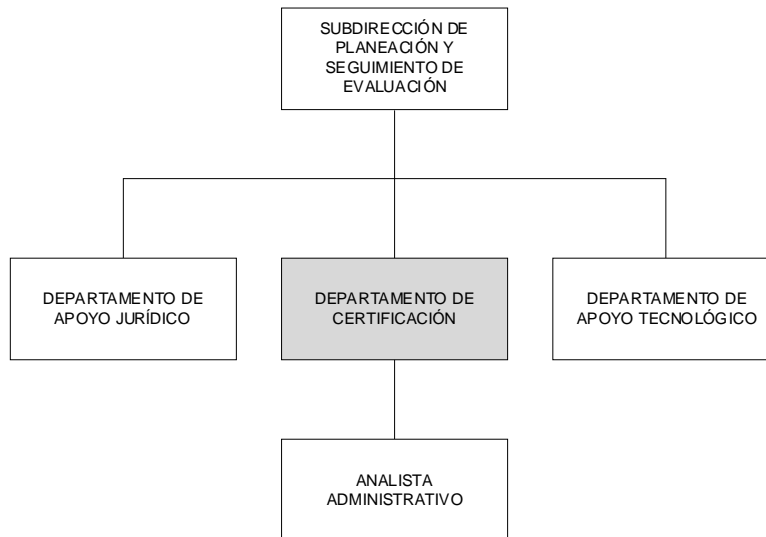 SUBDIRECCIÓN DE
PLANEACIÓN Y
SEGUIMIENTO DE
EVALUACIÓN
DEPARTAMENTO DE
APOYO JURÍDICO
DEPARTAMENTO DE
CERTIFICACIÓN
DEPARTAMENTO DE
APOYO TECNOLÓGICO
ANALISTA
ADMINISTRATIVO